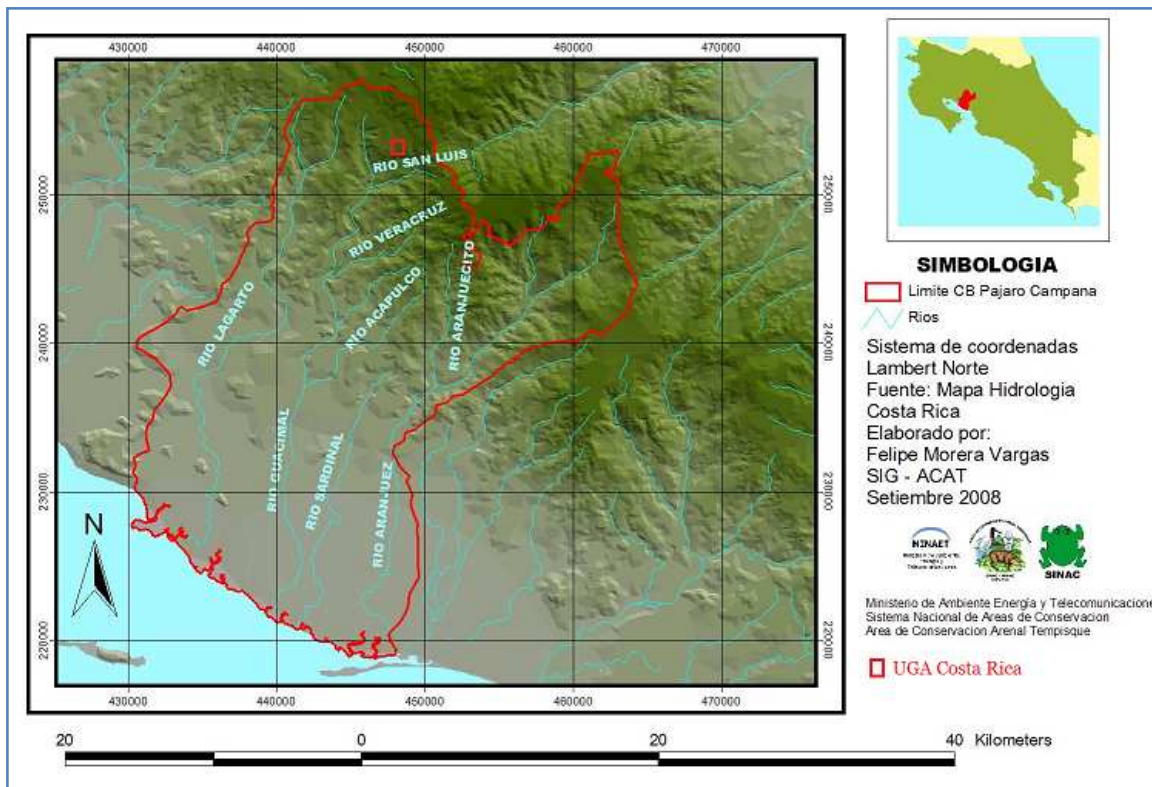 430000 440000 450000 460000 470000
250000
240000
230000
220000
250000
240000
230000
220000
RIO SAN LUIS
RIO VERACRUZ
RIO ACAPULCO
RIO ARANJUECITO
RIO LAGARTO
RIO GUACIMAL
RIO SARDINAL
RIO ARANJUEZ
N
430000 440000 450000 460000 470000
20 0 20 40 Kilometers
SIMBOLOGIA
Limite CB Pajaro Campana
Rios
Sistema de coordenadas
Lambert Norte
Fuente: Mapa Hidrologia
Costa Rica
Elaborado por:
Felipe Morera Vargas
SIG - ACAT
Setiembre 2008
MINAET
SINAC
Ministerio de Ambiente Energía y Telecomunicacione
Sistema Nacional de Areas de Conservacion
Area de Conservacion Arenal Tempisque
UGA Costa Rica